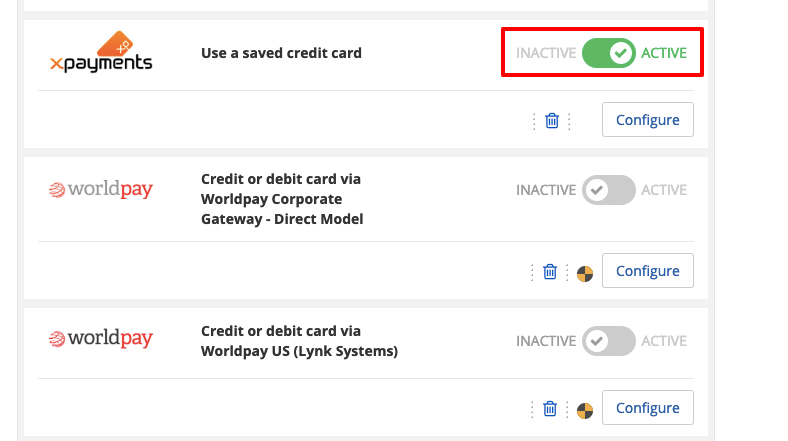 xp
xpayments
Use a saved credit card
INACTIVE ACTIVE
Configure
worldpay
Credit or debit card via
Worldpay Corporate
Gateway - Direct Model
INACTIVE ACTIVE
Configure
worldpay
Credit or debit card via
Worldpay US (Lynk Systems)
INACTIVE ACTIVE
Configure